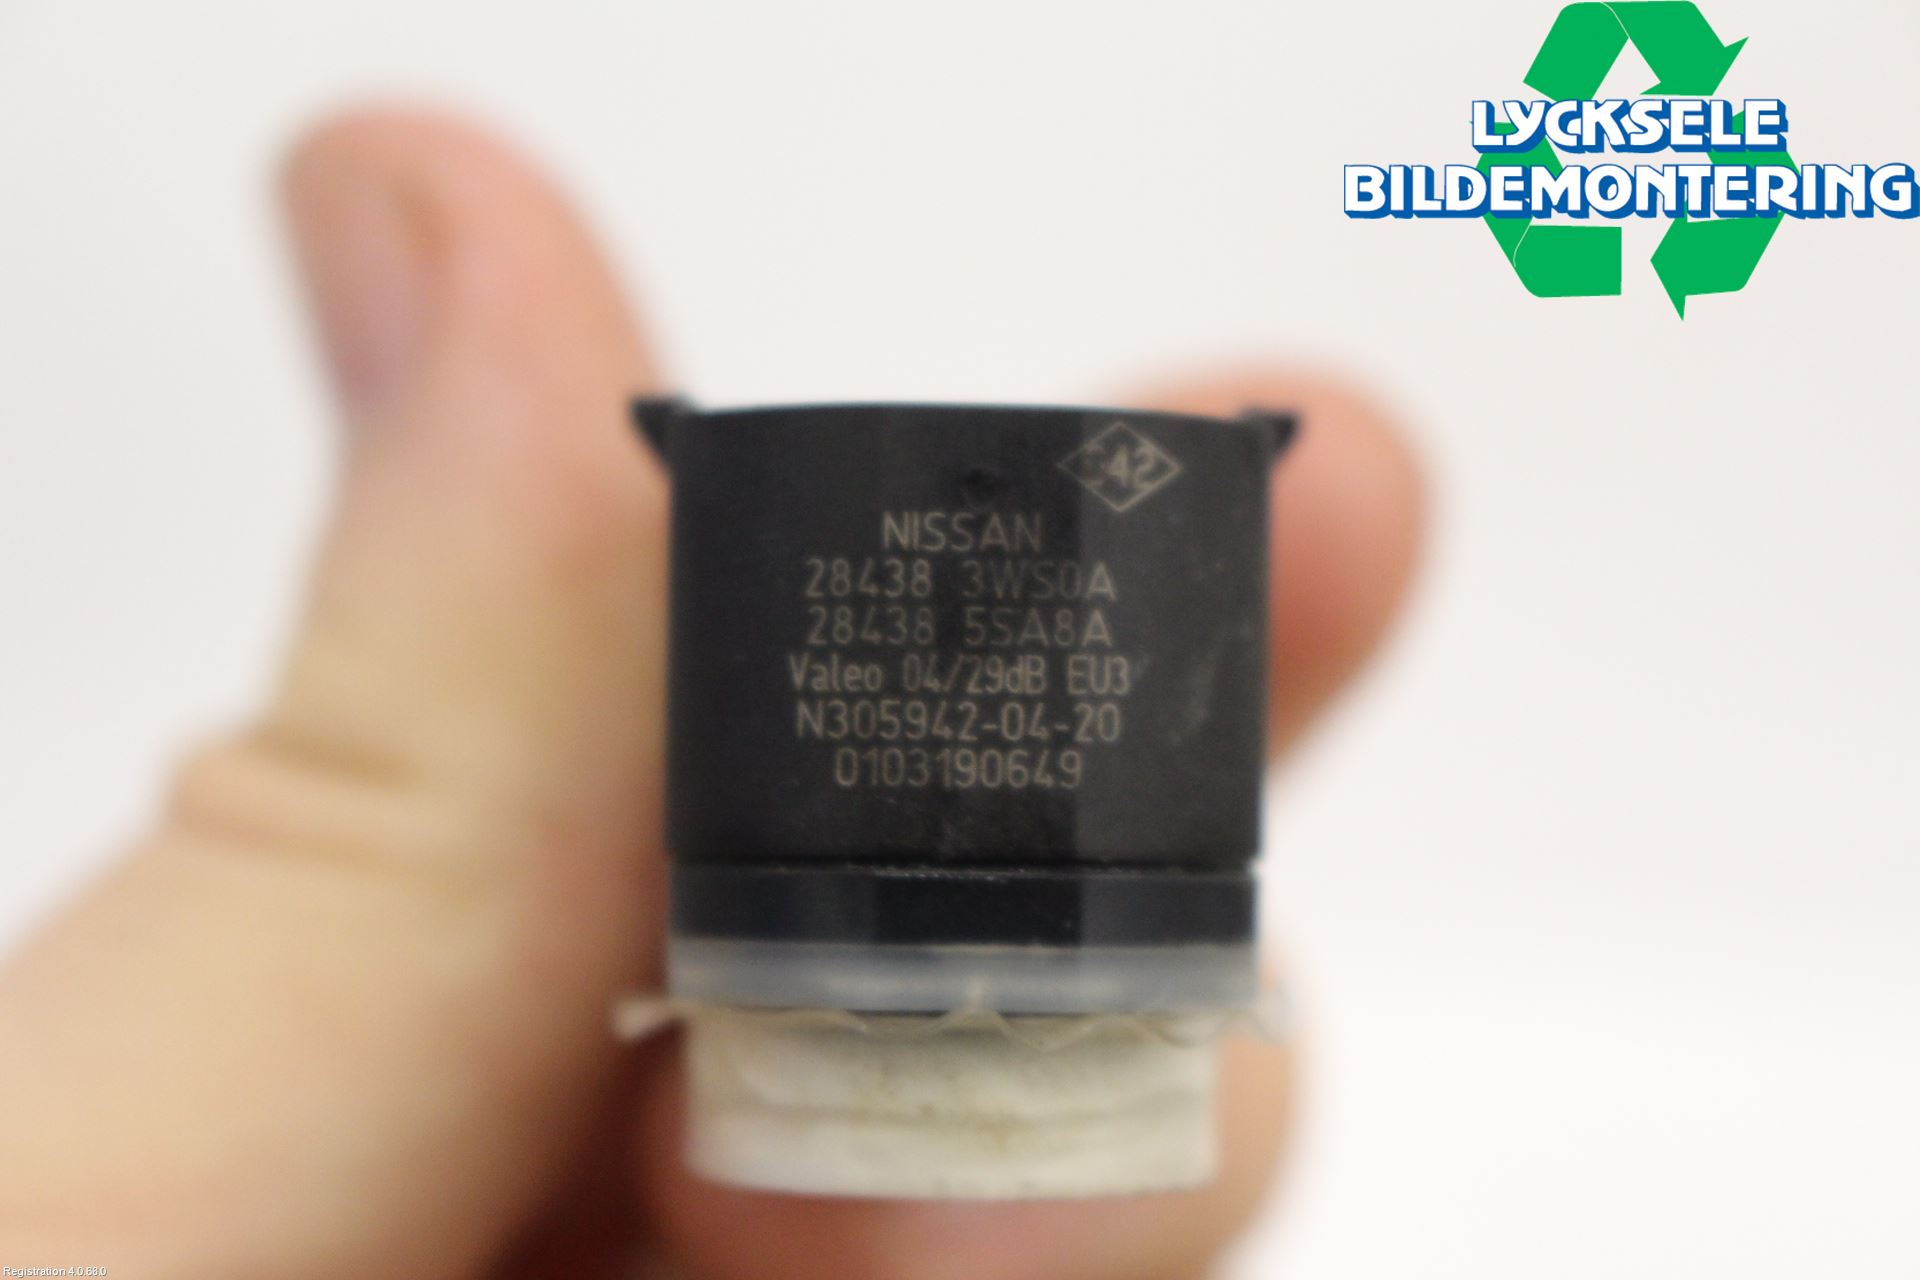 LYCKSELE
BILDEMONTERING
C42
NISSAN
28438 3WS0A
28438 5SA8A
Valeo 04/29dB EU3
N305942-04-20
0103190649
Registration 4.0.68.0